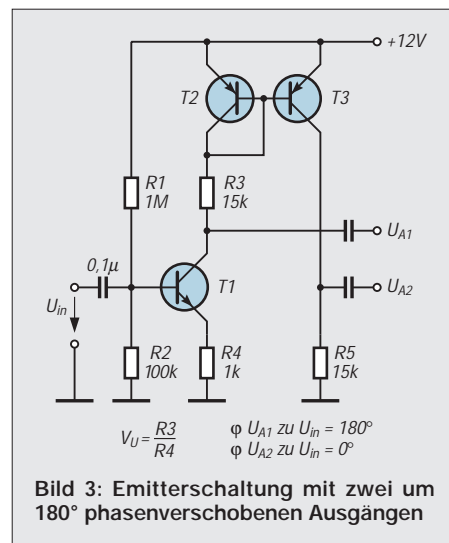 +12V
T2
T3
R1
1M
R3
15k
U_A1
0,1µ
T1
U_A2
U_in
R2
100k
R4
1k
R5
15k
V_U = R3/R4
φ U_A1 zu U_in = 180°
φ U_A2 zu U_in = 0°
Bild 3: Emitterschaltung mit zwei um
180° phasenverschobenen Ausgängen